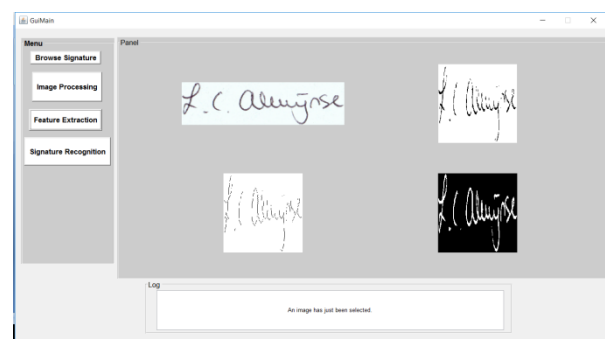 GuiMain
Menu
Panel
Browse Signature
Image Processing
Feature Extraction
Signature Recognition
L. C.
Log
An image has just been selected.